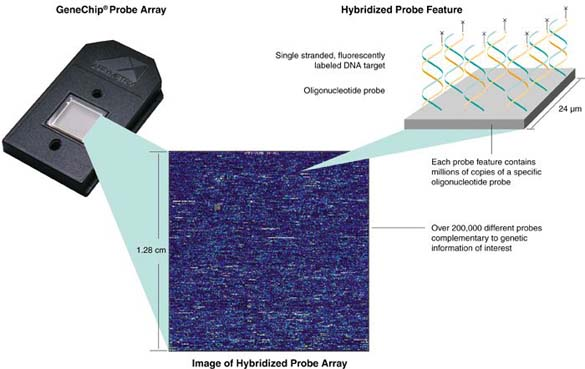 GeneChip® Probe Array
Hybridized Probe Feature
Single stranded, fluorescently
labeled DNA target
Oligonucleotide probe
24 µm
Each probe feature contains
millions of copies of a specific
oligonucleotide probe
1.28 cm
Over 200,000 different probes
complementary to genetic
information of interest
Image of Hybridized Probe Array